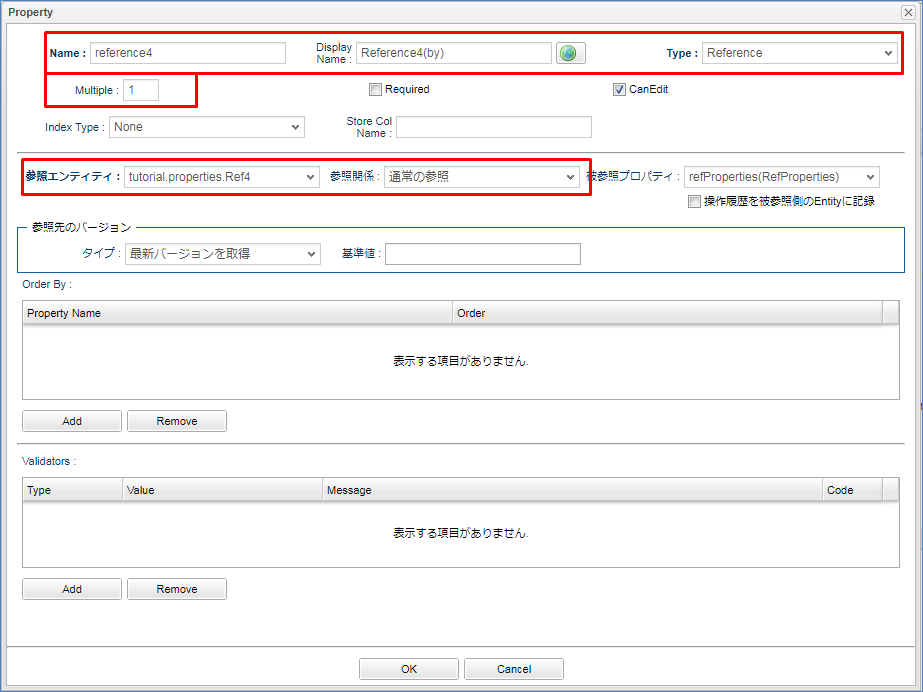 Property
Name : reference4 Display Name : Reference4(by) Type : Reference
Multiple : 1 Required CanEdit
Index Type : None Store Col Name :
参照エンティティ : tutorial.properties.Ref4 参照関係 : 通常の参照 被参照プロパティ : refProperties(RefProperties)
操作履歴を被参照側のEntityに記録
参照先のバージョン
タイプ : 最新バージョンを取得 基準値 :
Order By :
Property Name Order
表示する項目がありません.
Add Remove
Validators :
Type Value Message Code
表示する項目がありません.
Add Remove
OK Cancel